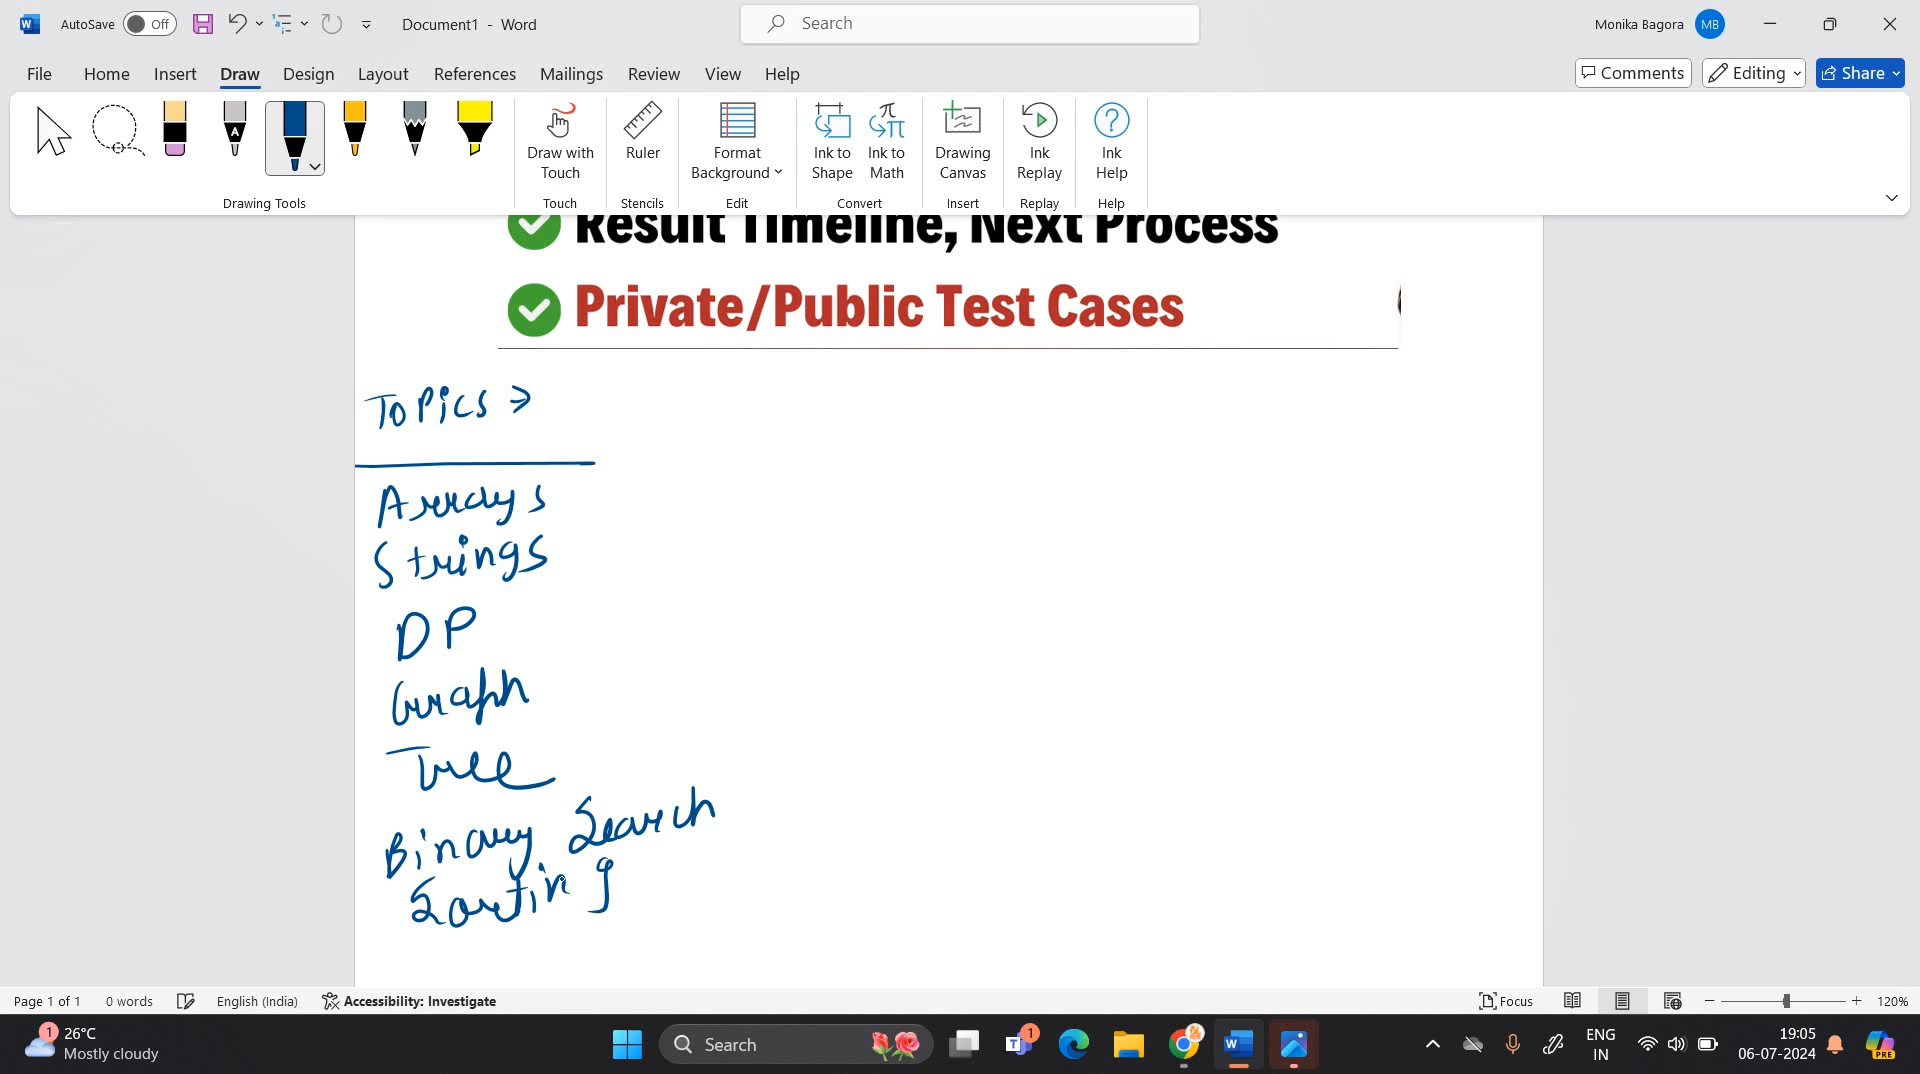 AutoSave Off Document1 - Word Search Monika Bagora MB
File Home Insert Draw Design Layout References Mailings Review View Help Comments Editing Share
A
Draw with Touch Ruler Format Background Ink to Shape Ink to Math Drawing Canvas Ink Replay Ink Help
Drawing Tools Touch Stencils Edit Convert Insert Replay Help
Result Timeline, Next Process
Private/Public Test Cases
Topics >
Arrays
Strings
DP
Graph
Tree
Binary Search
Sorting
Page 1 of 1 0 words English (India) Accessibility: Investigate Focus 120%
1 26°C Search 1 ENG 19:05
Mostly cloudy IN 06-07-2024 PRE